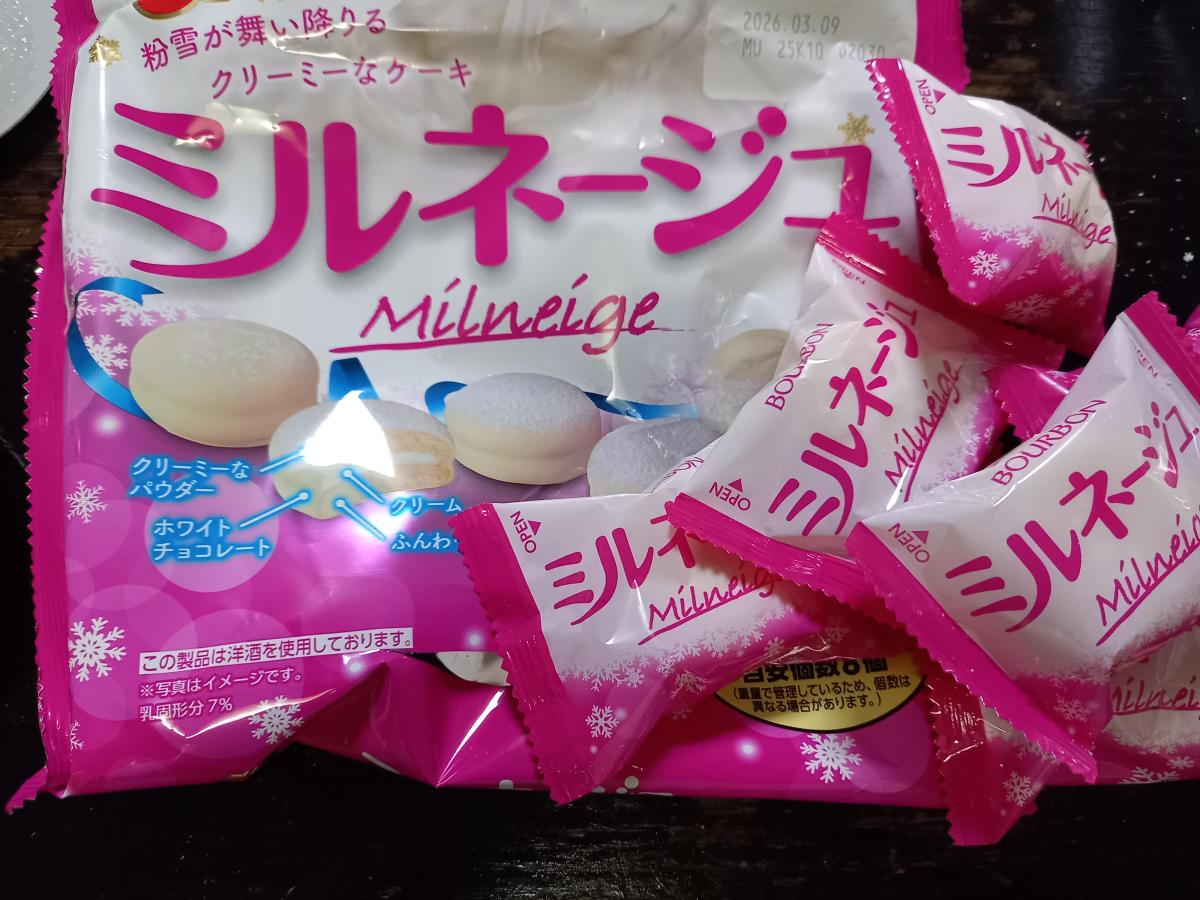 粉雪が舞い降りる
クリーミーなケーキ
2026.03.09
MU 25K10 02030
ミルネージュ
Milneige
クリーミーな
パウダー
ホワイト
チョコレート
クリーム
ふんわ
この製品は洋酒を使用しております。
※写真はイメージです。
乳固形分 7%
目安個数8個
(重量で管理しているため、個数は
異なる場合があります。)
OPEN
ミルネ
Milneige
OPEN
BOURBON
ミルネージュ
Milneige
OPEN
OPEN
BOURBON
ミルネージュ
Milneige
OPEN
OPEN
ミルネ
Milneige
Milneig